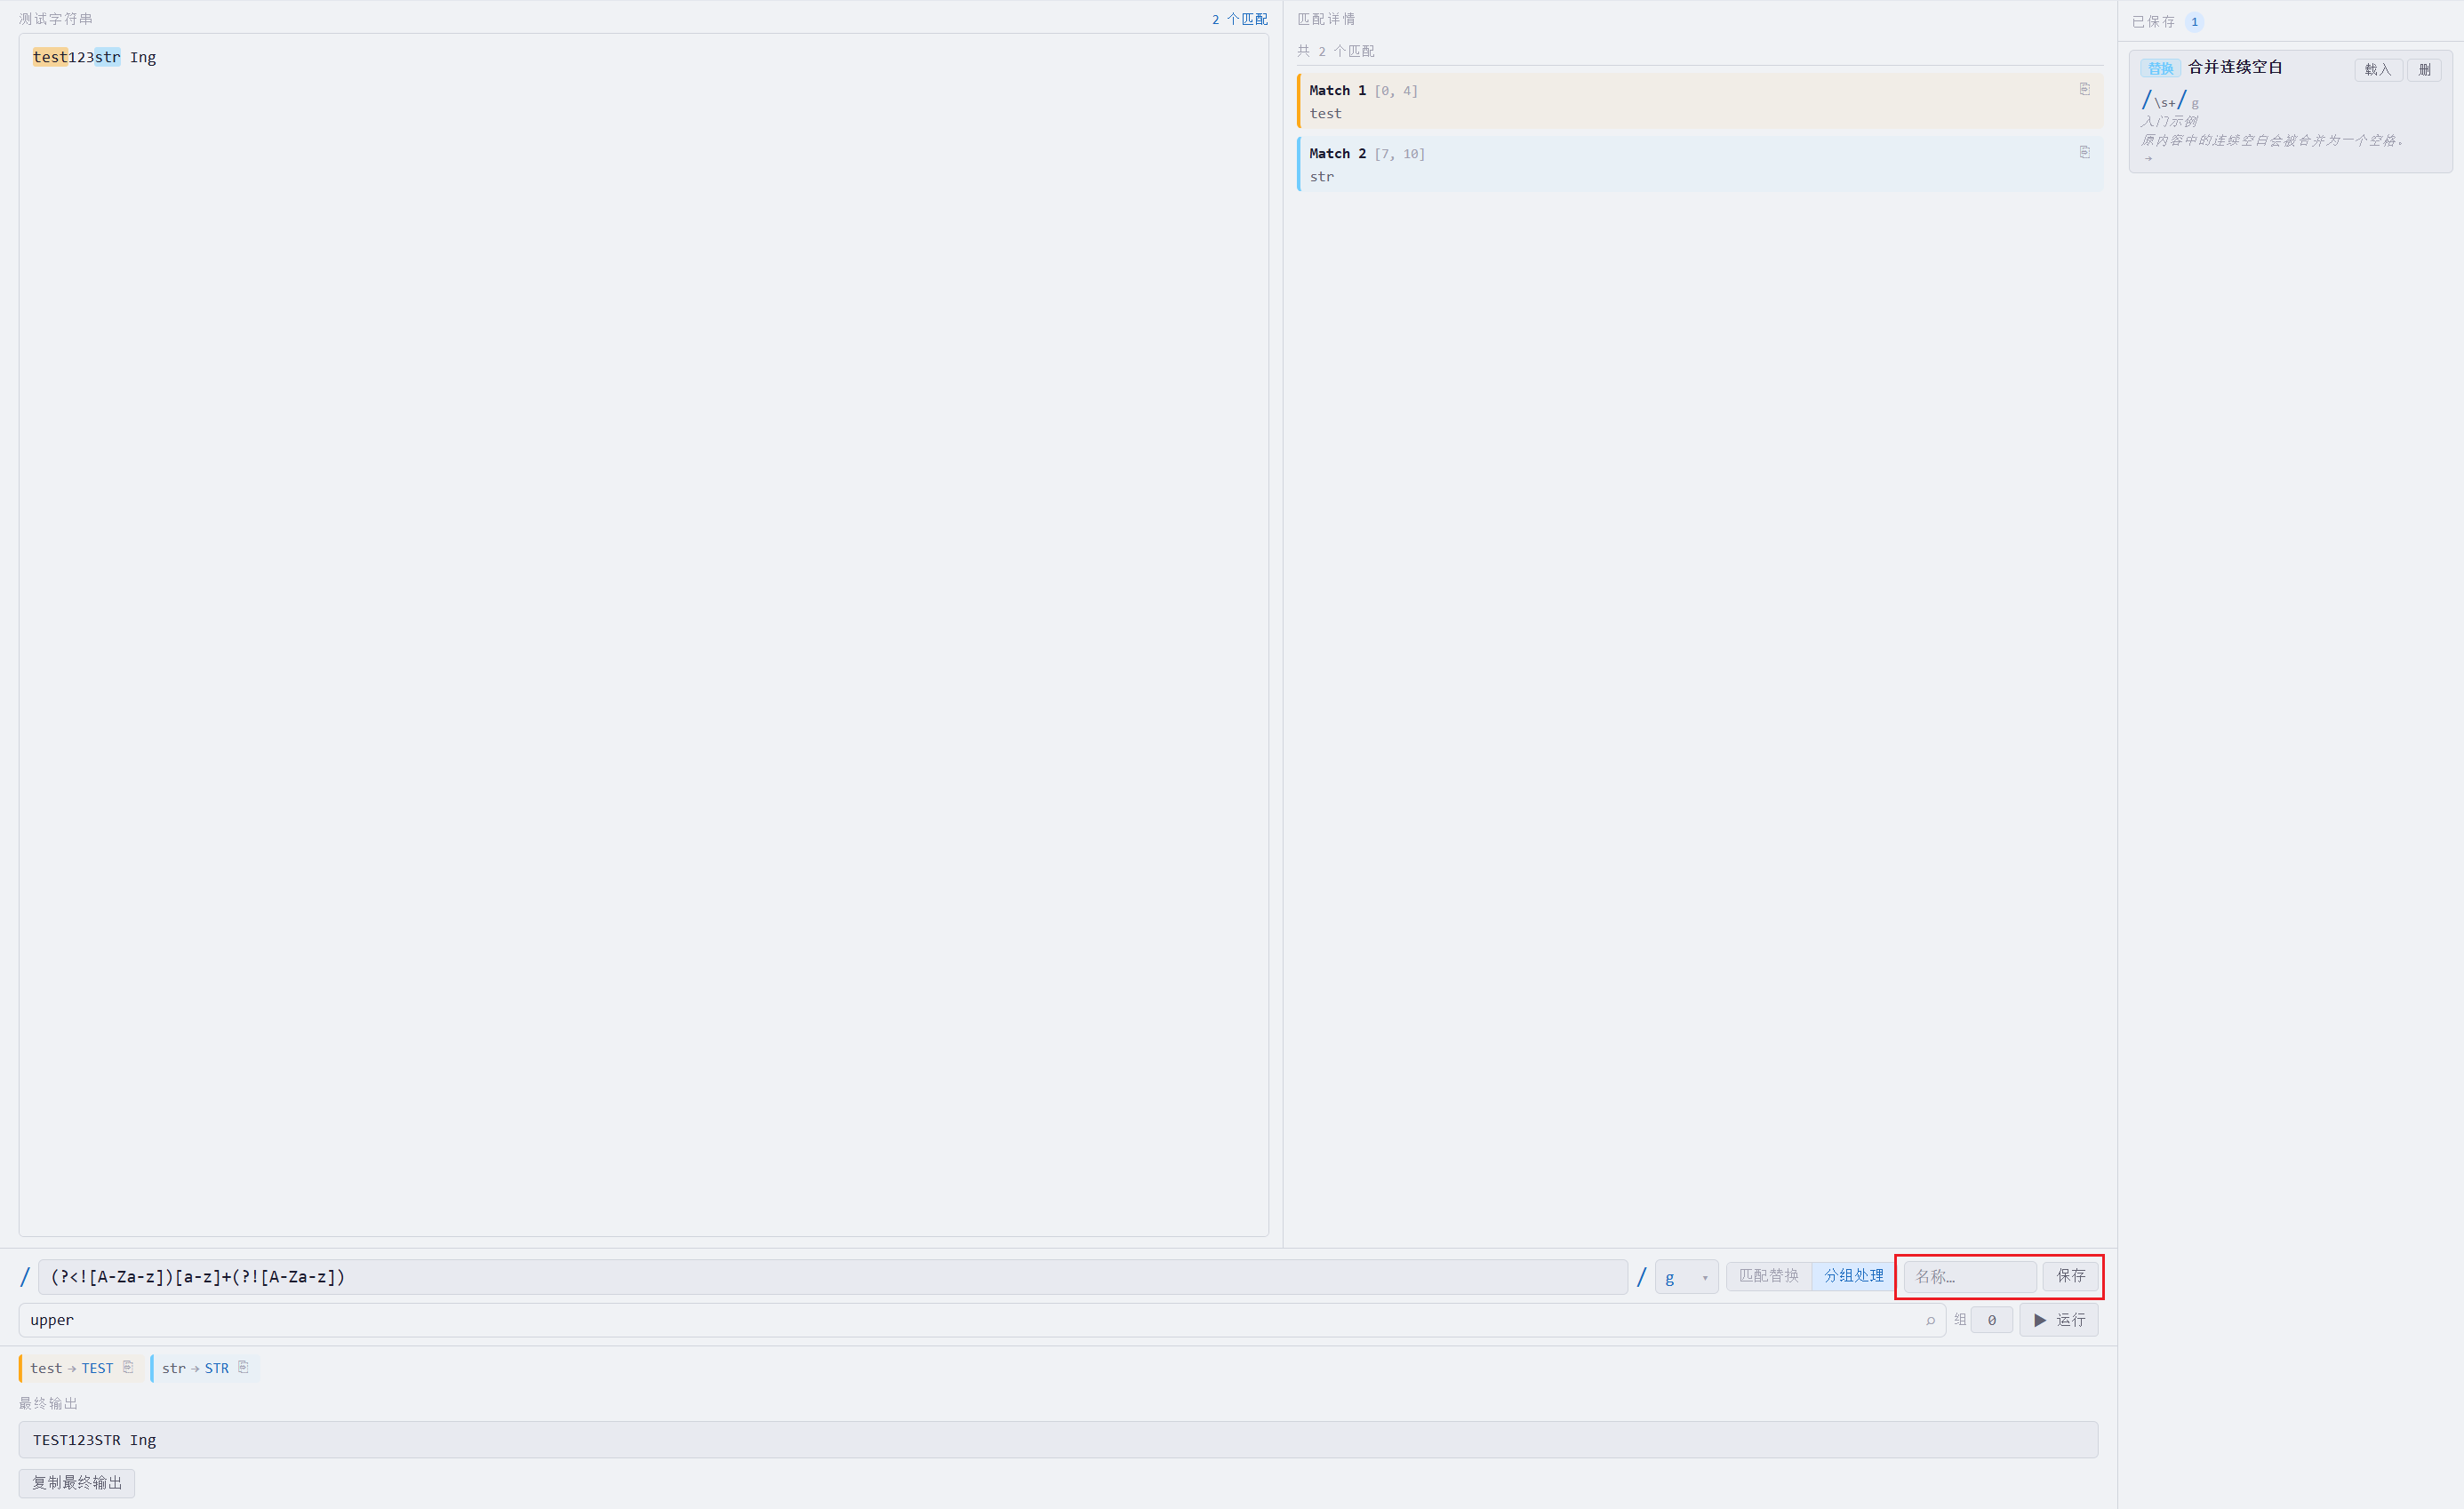 测试字符串
2 个匹配
test123str Ing
匹配详情
共 2 个匹配
Match 1 [0, 4]
test
Match 2 [7, 10]
str
已保存 1
替换 合并连续空白 载入 删
/\s+/ g
入门示例
原内容中的连续空白会被合并为一个空格。
→
/ (?<![A-Za-z])[a-z]+(?![A-Za-z]) / g 匹配替换 分组处理 名称… 保存
upper 组 0 ▶ 运行
test → TEST str → STR
最终输出
TEST123STR Ing
复制最终输出